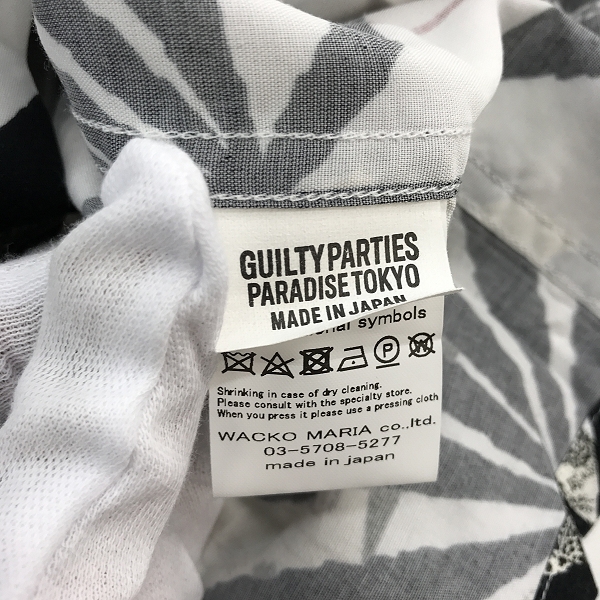 GUILTY PARTIES
PARADISE TOKYO
MADE IN JAPAN
symbols
P W
Shrinking in case of dry cleaning.
Please consult with the specialty store.
When you press it please use a pressing cloth
WACKO MARIA co.,ltd.
03-5708-5277
made in japan